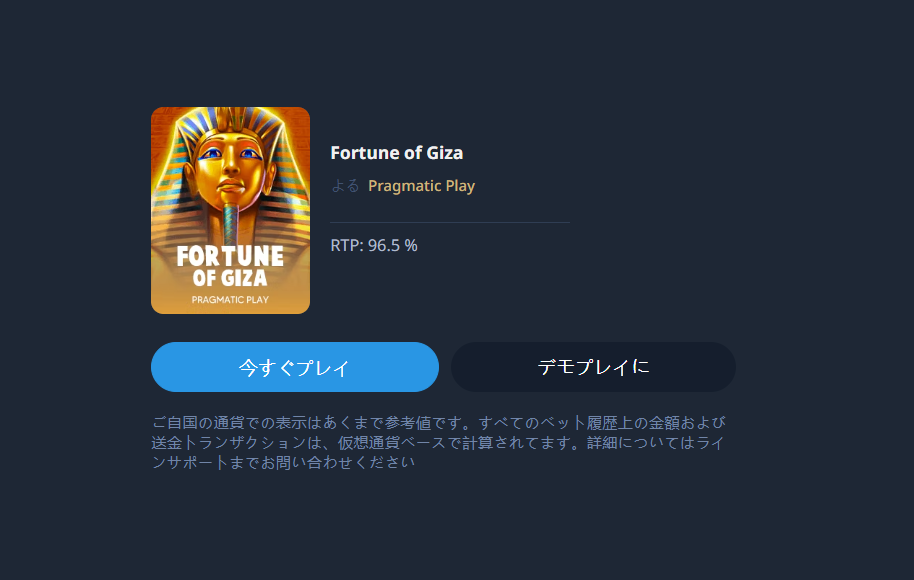 FORTUNE
OF GIZA
PRAGMATIC PLAY
Fortune of Giza
よる Pragmatic Play
RTP: 96.5 %
今すぐプレイ
デモプレイに
ご自国の通貨での表示はあくまで参考値です。すべてのベット履歴上の金額および
送金トランザクションは、仮想通貨ベースで計算されてます。詳細についてはライ
ンサポートまでお問い合わせください